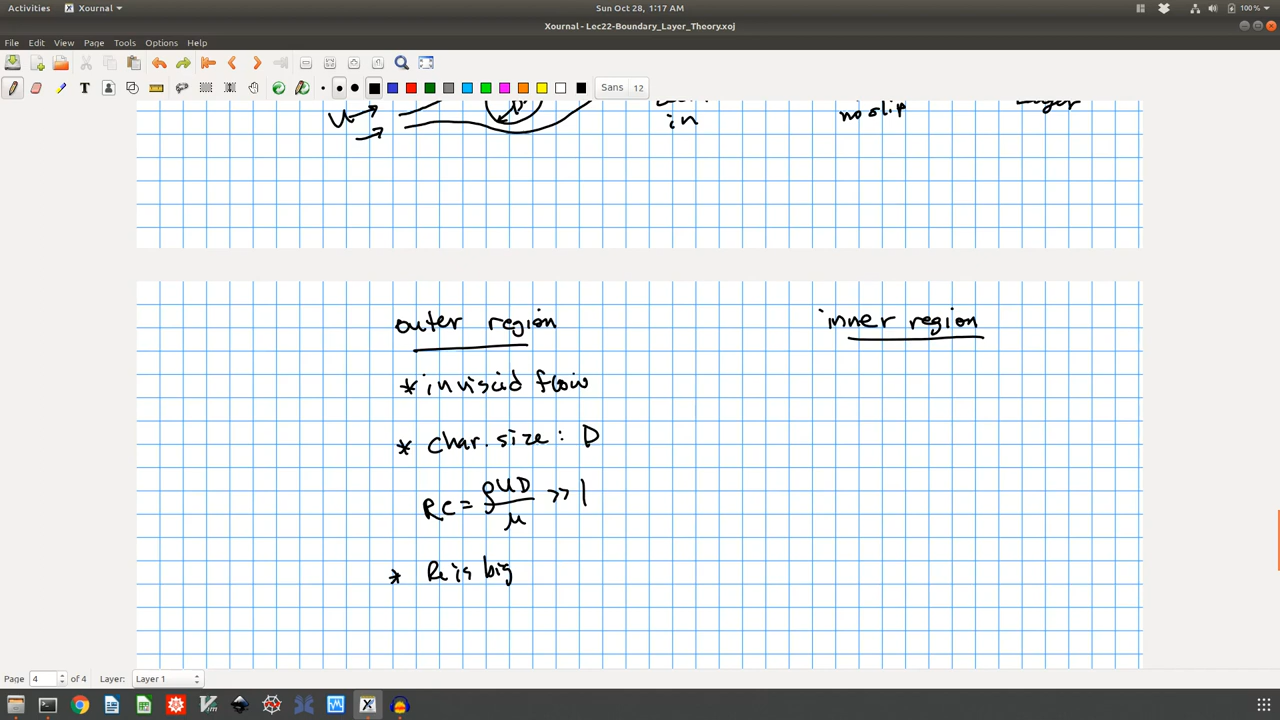 Activities
Xournal
Sun Oct 28, 1:17 AM
100 %
Xournal - Lec22-Boundary_Layer_Theory.xoj
File Edit View Page Tools Options Help
Sans 12
U
in
no slip
layer
outer region
inner region
* inviscid flow
* char. size : D
Re = ρUD / μ >> 1
* Re is big
Page 4 of 4 Layer: Layer 1